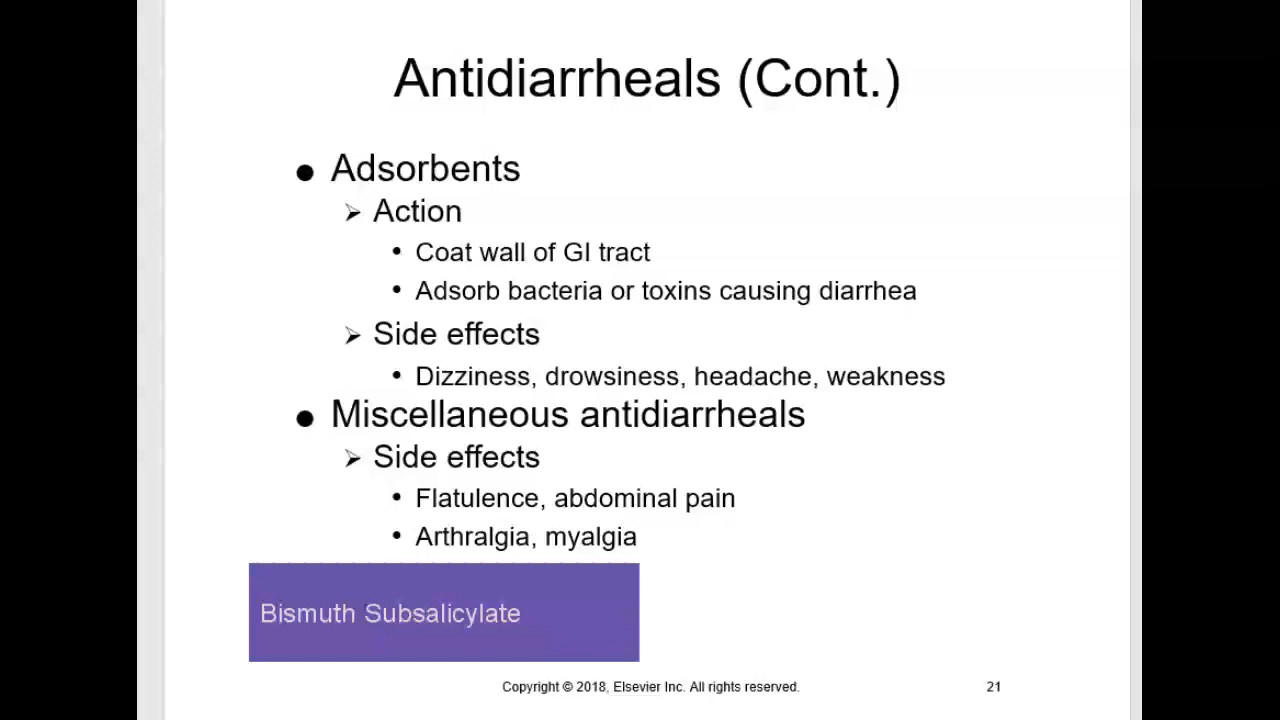 Antidiarrheals (Cont.)
● Adsorbents
➢ Action
• Coat wall of GI tract
• Adsorb bacteria or toxins causing diarrhea
➢ Side effects
• Dizziness, drowsiness, headache, weakness
● Miscellaneous antidiarrheals
➢ Side effects
• Flatulence, abdominal pain
• Arthralgia, myalgia
Bismuth Subsalicylate
Copyright © 2018, Elsevier Inc. All rights reserved.
21